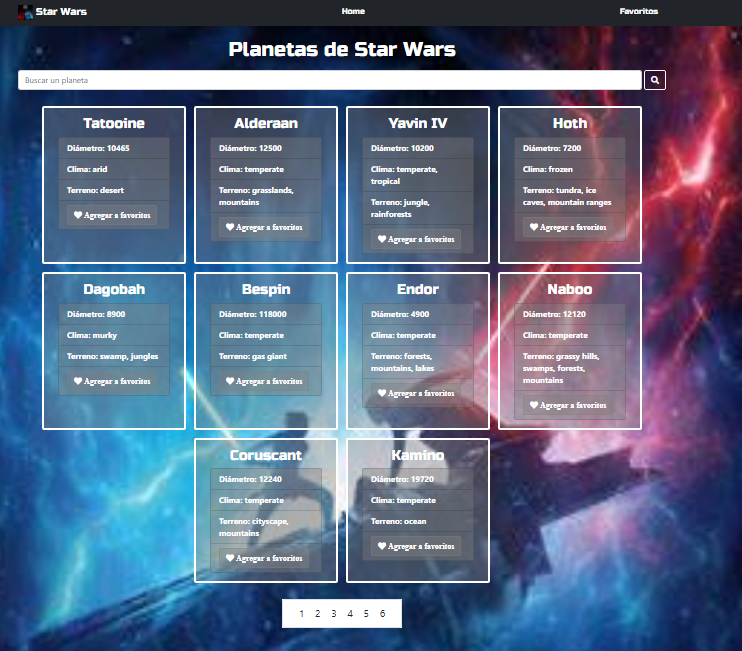 Star Wars
Home
Favoritos
Planetas de Star Wars
Buscar un planeta
Tatooine
Diámetro: 10465
Clima: arid
Terreno: desert
Agregar a favoritos
Alderaan
Diámetro: 12500
Clima: temperate
Terreno: grasslands,
mountains
Agregar a favoritos
Yavin IV
Diámetro: 10200
Clima: temperate,
tropical
Terreno: jungle,
rainforests
Agregar a favoritos
Hoth
Diámetro: 7200
Clima: frozen
Terreno: tundra, ice
caves, mountain ranges
Agregar a favoritos
Dagobah
Diámetro: 8900
Clima: murky
Terreno: swamp, jungles
Agregar a favoritos
Bespin
Diámetro: 118000
Clima: temperate
Terreno: gas giant
Agregar a favoritos
Endor
Diámetro: 4900
Clima: temperate
Terreno: forests,
mountains, lakes
Agregar a favoritos
Naboo
Diámetro: 12120
Clima: temperate
Terreno: grassy hills,
swamps, forests,
mountains
Agregar a favoritos
Coruscant
Diámetro: 12240
Clima: temperate
Terreno: cityscape,
mountains
Agregar a favoritos
Kamino
Diámetro: 19720
Clima: temperate
Terreno: ocean
Agregar a favoritos
1 2 3 4 5 6